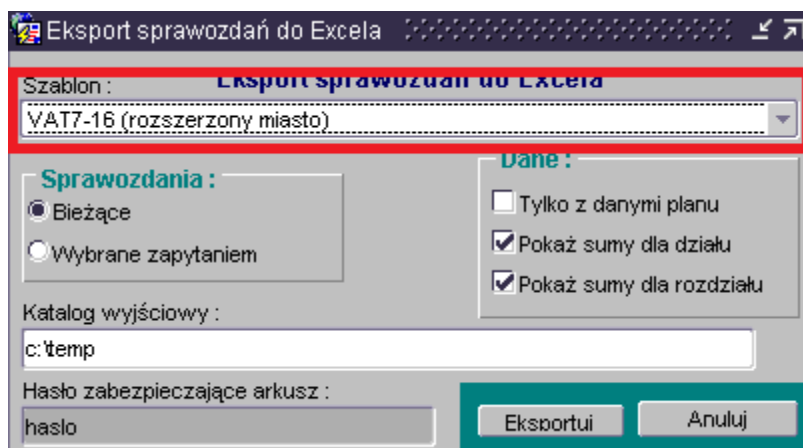 Eksport sprawozdań do Excela
Eksport sprawozdań do Excela
Szablon :
VAT7-16 (rozszerzony miasto)
Sprawozdania :
Bieżące
Wybrane zapytaniem
Dane :
Tylko z danymi planu
Pokaż sumy dla działu
Pokaż sumy dla rozdziału
Katalog wyjściowy :
c:\temp
Hasło zabezpieczające arkusz :
haslo
Eksportuj
Anuluj